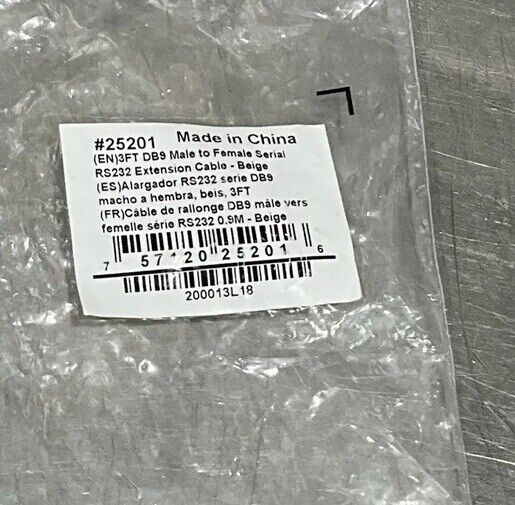 #25201 Made in China
(EN)3FT DB9 Male to Female Serial
RS232 Extension Cable - Beige
(ES)Alargador RS232 serie DB9
macho a hembra, beis, 3FT
(FR)Câble de rallonge DB9 mâle vers
femelle série RS232 0.9M - Beige
7 57120 25201 6
200013L18